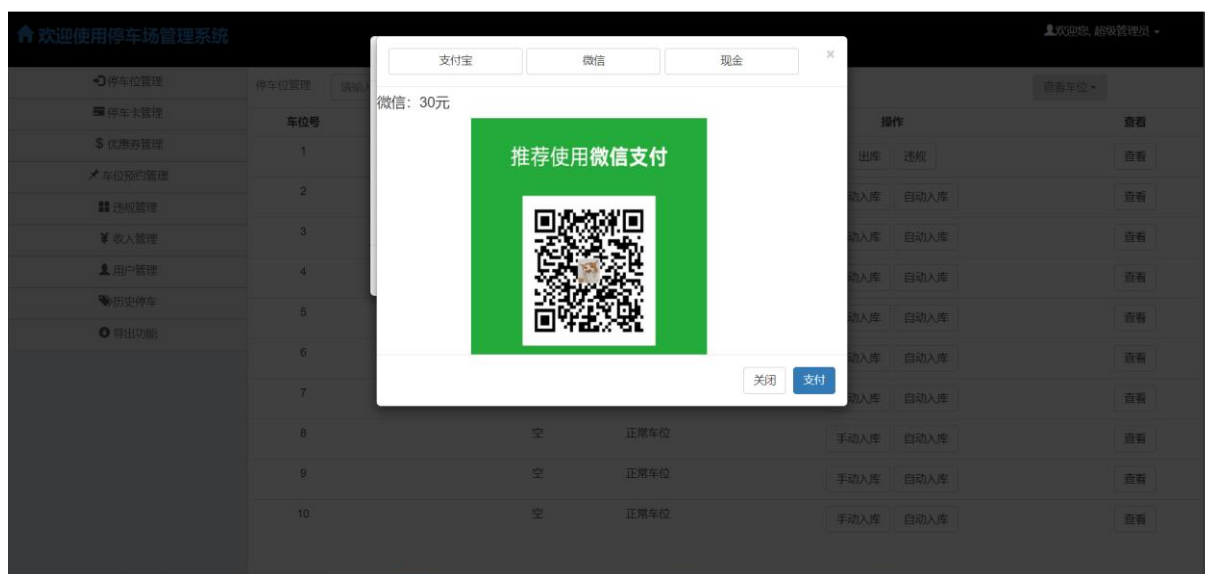 欢迎使用停车场管理系统
欢迎您, 超级管理员
支付宝 微信 现金 ×
停车位管理
停车卡管理
优惠券管理
车位预约管理
违规管理
收入管理
用户管理
历史停车
导出功能
停车位管理 请输入 查看车位
微信：30元
推荐使用微信支付
关闭 支付
车位号 操作 查看
1 出库 违规 查看
2 动入库 自动入库 查看
3 动入库 自动入库 查看
4 动入库 自动入库 查看
5 动入库 自动入库 查看
6 动入库 自动入库 查看
7 动入库 自动入库 查看
8 空 正常车位 手动入库 自动入库 查看
9 空 正常车位 手动入库 自动入库 查看
10 空 正常车位 手动入库 自动入库 查看